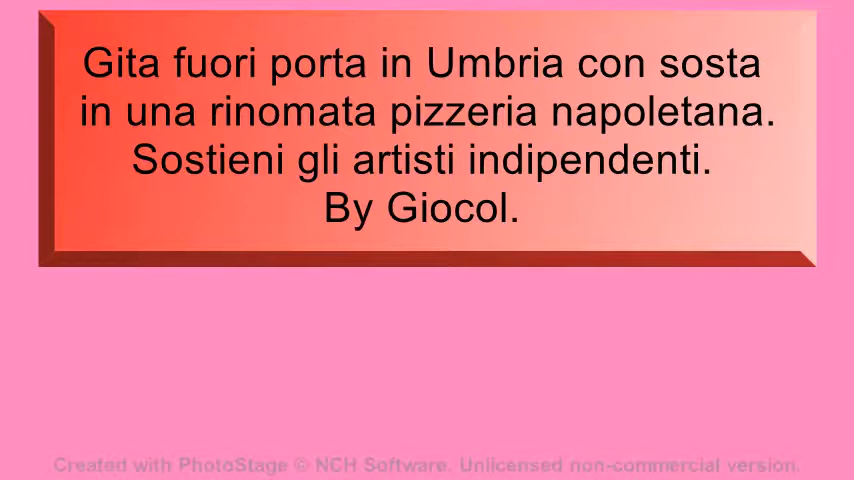 Gita fuori porta in Umbria con sosta
in una rinomata pizzeria napoletana.
Sostieni gli artisti indipendenti.
By Giocol.
Created with PhotoStage © NCH Software. Unlicensed non-commercial version.